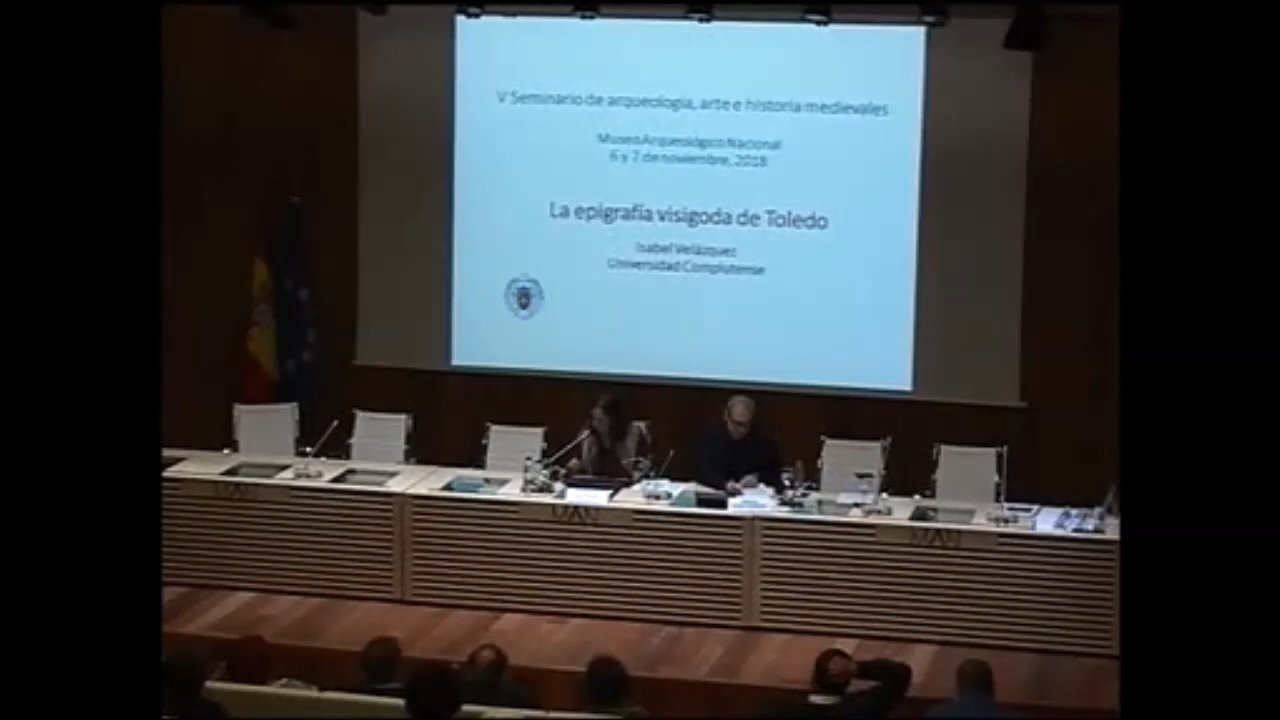 V Seminario de arqueología, arte e historia medievales
Museo Arqueológico Nacional
6 y 7 de noviembre, 2018
La epigrafía visigoda de Toledo
Isabel Velázquez
Universidad Complutense
MAN